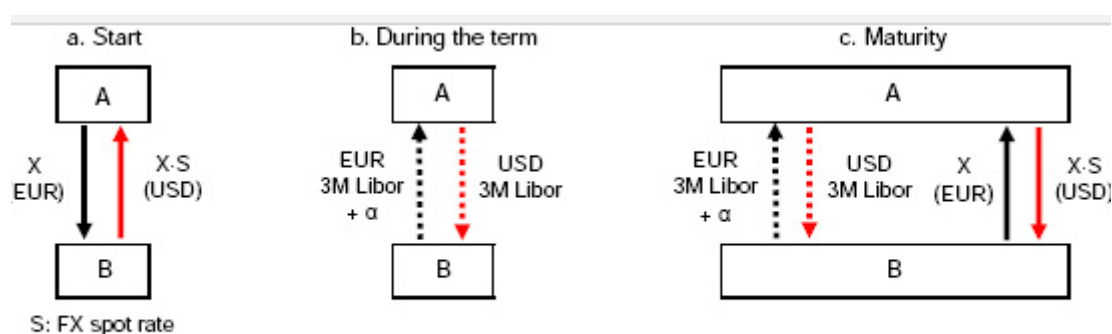 a. Start
A
X
(EUR)
X·S
(USD)
B
S: FX spot rate
b. During the term
A
EUR
3M Libor
+ α
USD
3M Libor
B
c. Maturity
A
EUR
3M Libor
+ α
USD
3M Libor
X
(EUR)
X·S
(USD)
B